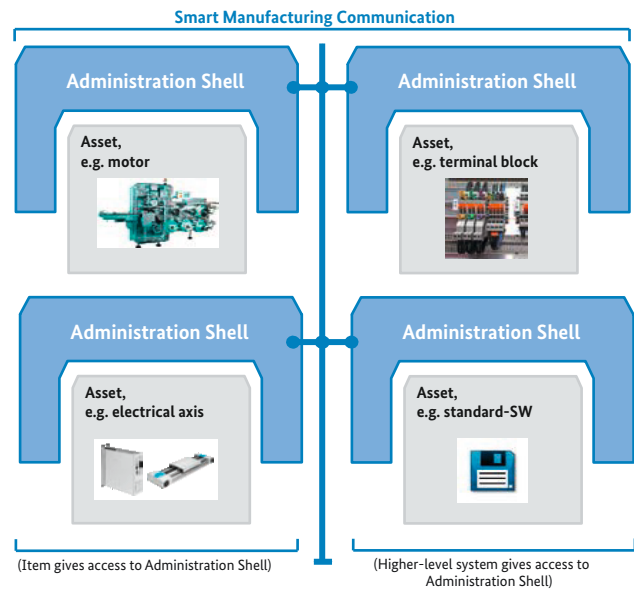 Smart Manufacturing Communication
Administration Shell
Administration Shell
Asset,
e.g. motor
Asset,
e.g. terminal block
Administration Shell
Administration Shell
Asset,
e.g. electrical axis
Asset,
e.g. standard-SW
(Item gives access to Administration Shell)
(Higher-level system gives access to
Administration Shell)